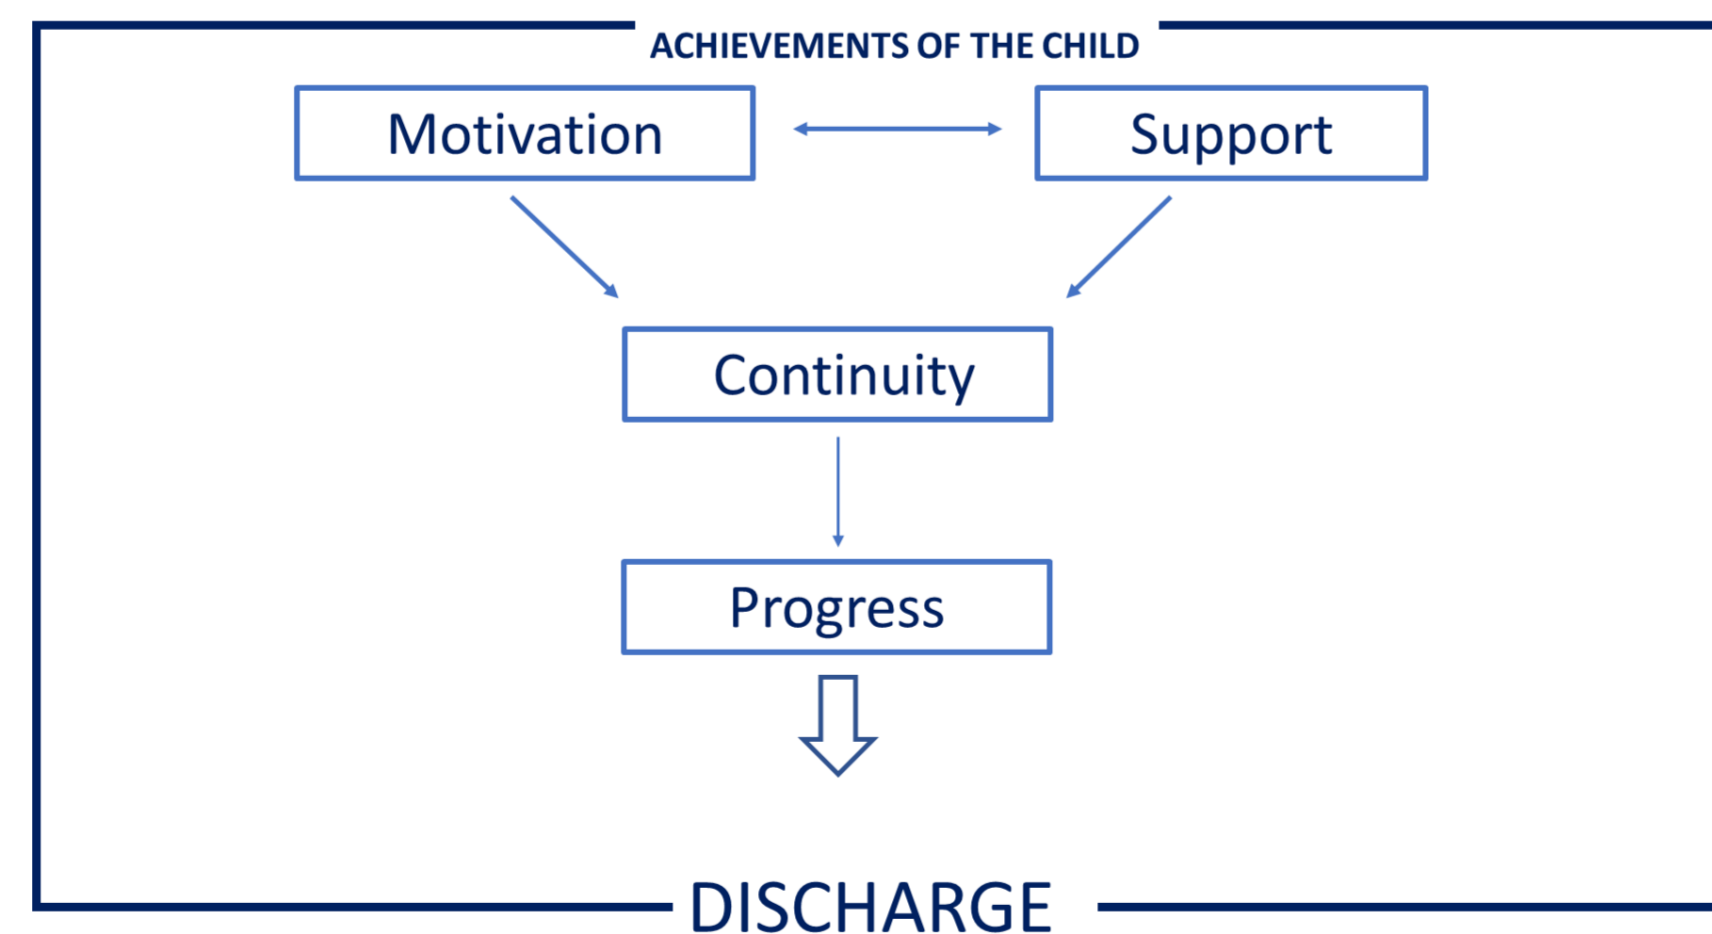 ACHIEVEMENTS OF THE CHILD
Motivation
Support
Continuity
Progress
DISCHARGE